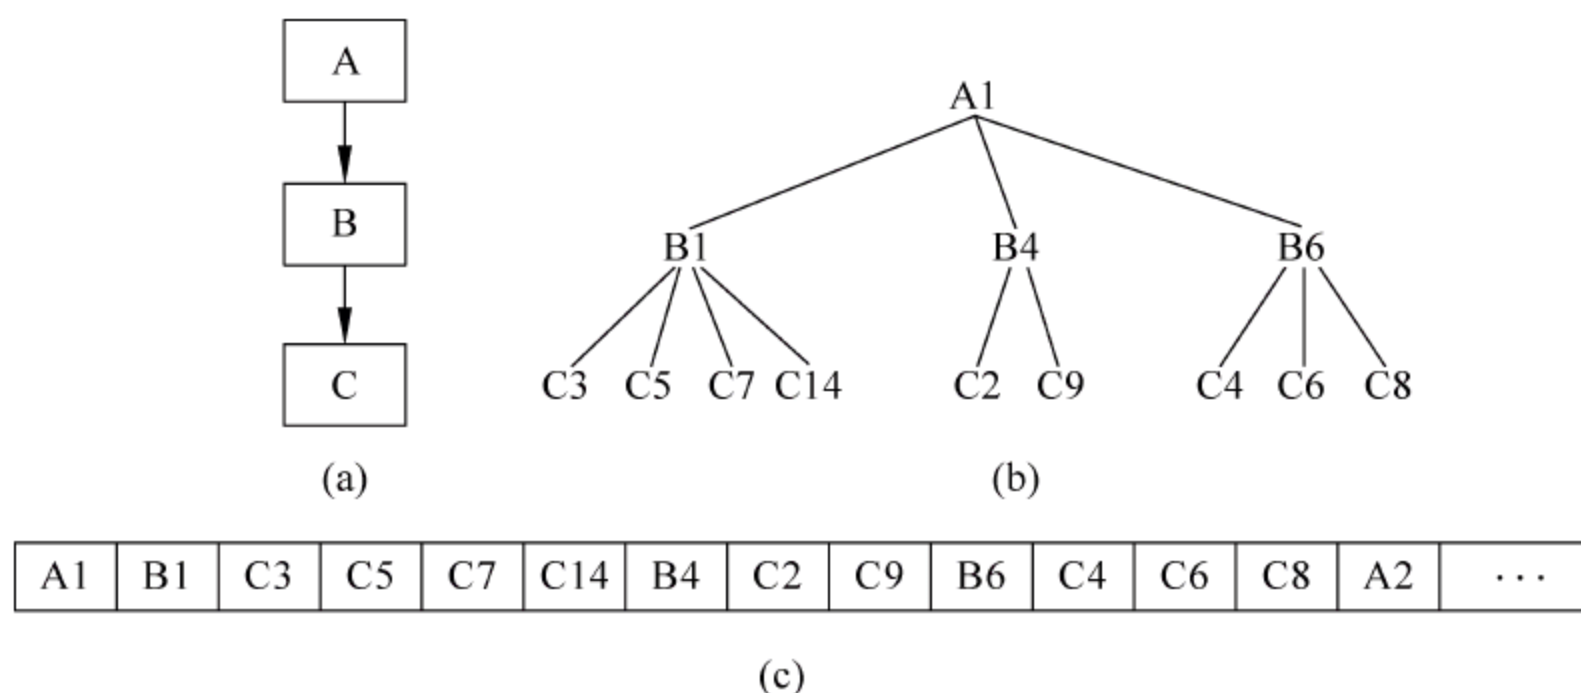 A
B
C
(a)
A1
B1 B4 B6
C3 C5 C7 C14 C2 C9 C4 C6 C8
(b)
A1 B1 C3 C5 C7 C14 B4 C2 C9 B6 C4 C6 C8 A2 ···
(c)